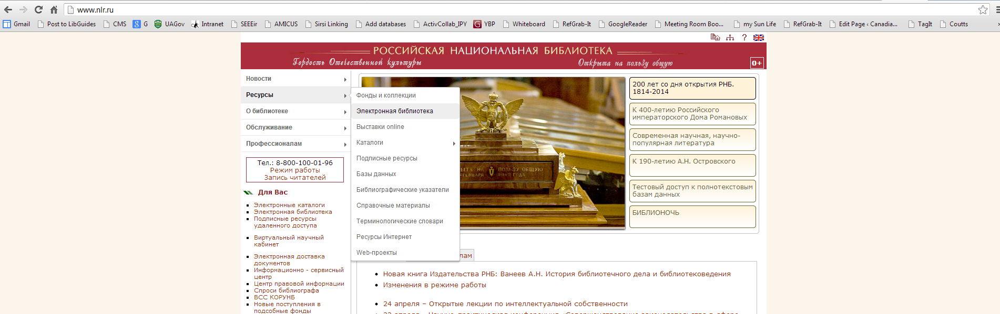 www.nlr.ru
Gmail Post to LibGuides CMS G UAGov Intranet SEEEir AMICUS Sirsi Linking Add databases ActivCollab_IPY YBP Whiteboard RefGrab-It GoogleReader Meeting Room Boo... my Sun Life RefGrab-It Edit Page ‹ Canadia... TagIt Coutts
РОССИЙСКАЯ НАЦИОНАЛЬНАЯ БИБЛИОТЕКА
Гордость Отечественной культуры Открыта на пользу общую
0+
Новости
Ресурсы
О библиотеке
Обслуживание
Профессионалам
Тел.: 8-800-100-01-96
Режим работы
Запись читателей
Для Вас
Электронные каталоги
Электронная библиотека
Подписные ресурсы
удаленного доступа
Виртуальный научный
кабинет
Электронная доставка
документов
Информационно - сервисный
центр
Центр правовой информации
Спроси библиографа
ВСС КОРУНБ
Новые поступления в
подсобные фонды
Фонды и коллекции
Электронная библиотека
Выставки online
Каталоги
Подписные ресурсы
Базы данных
Библиографические указатели
Справочные материалы
Терминологические словари
Ресурсы Интернет
Web-проекты
ПОЛЬЗУ ОБЩУЮ
ГОДА
200 лет со дня открытия РНБ.
1814-2014
К 400-летию Российского
императорского Дома Романовых
Современная научная, научно-
популярная литература
К 190-летию А.Н. Островского
Тестовый доступ к полнотекстовым
базам данных
БИБЛИОНОЧЬ
лам
Новая книга Издательства РНБ: Ванеев А.Н. История библиотечного дела и библиотековедения
Изменения в режиме работы
24 апреля – Открытые лекции по интеллектуальной собственности